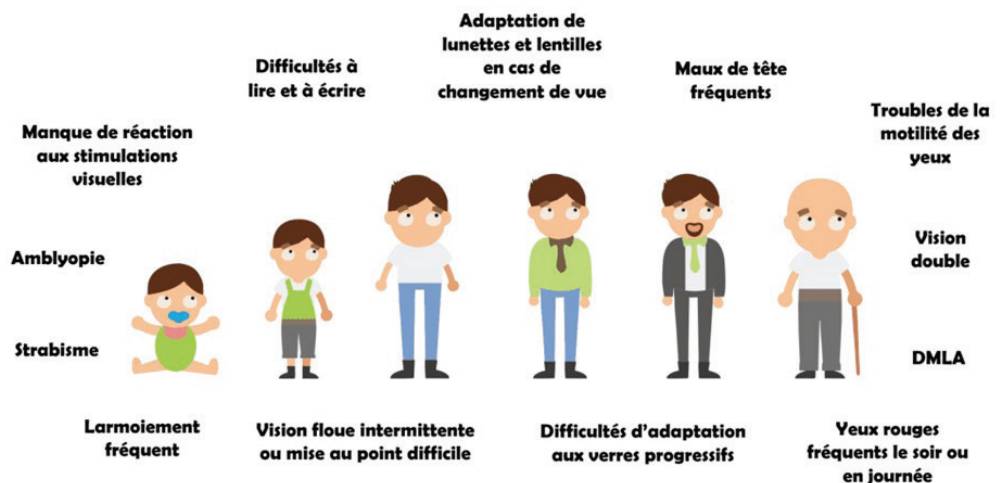 Manque de réaction
aux stimulations
visuelles
Amblyopie
Strabisme
Larmoiement
fréquent
Difficultés à
lire et à écrire
Vision floue intermittente
ou mise au point difficile
Adaptation de
lunettes et lentilles
en cas de
changement de vue
Maux de tête
fréquents
Difficultés d'adaptation
aux verres progressifs
Troubles de la
motilité des
yeux
Vision
double
DMLA
Yeux rouges
fréquents le soir ou
en journée